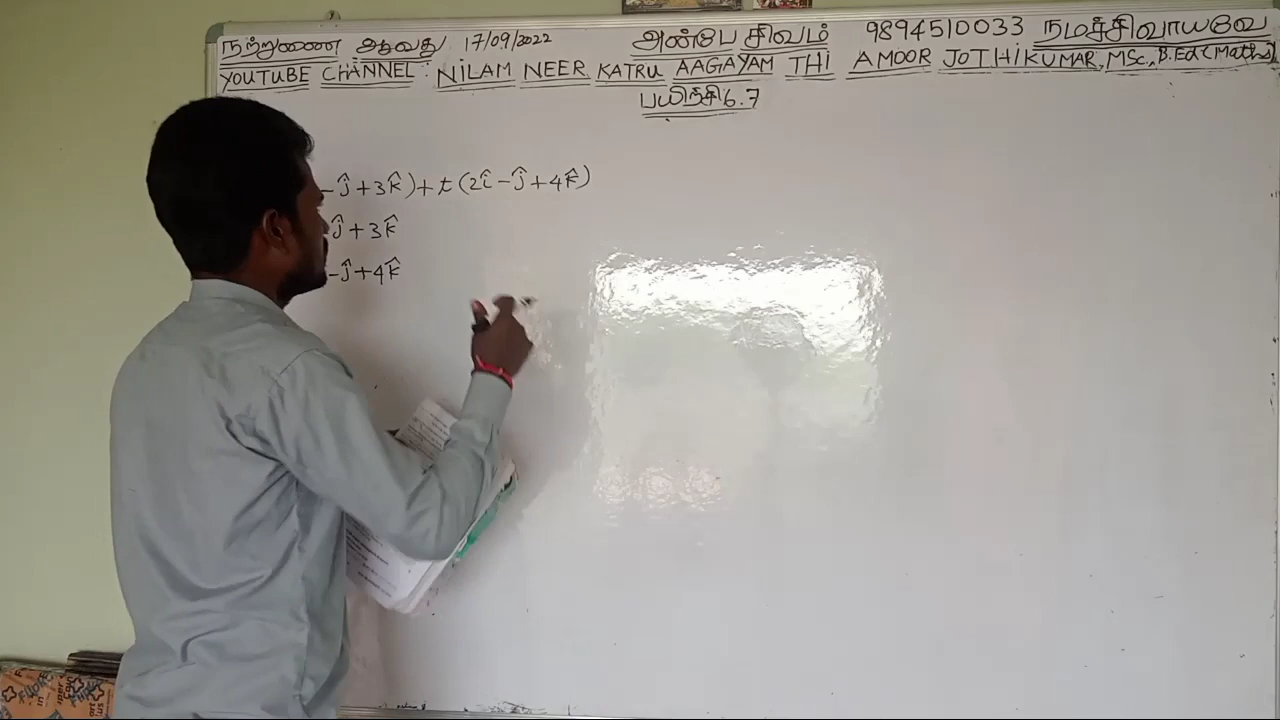 நற்றுணை ஆவது 17/09/2022 அன்பே சிவம் 9894510033 நமச்சிவாயவே
YOUTUBE CHANNEL : NILAM NEER KATRU AAGAYAM THI AMOOR JOTHIKUMAR, MSc., B.Ed (Maths)
பயிற்சி 6.7
-ĵ+3k̂)+t(2î-ĵ+4k̂)
ĵ+3k̂
-ĵ+4k̂